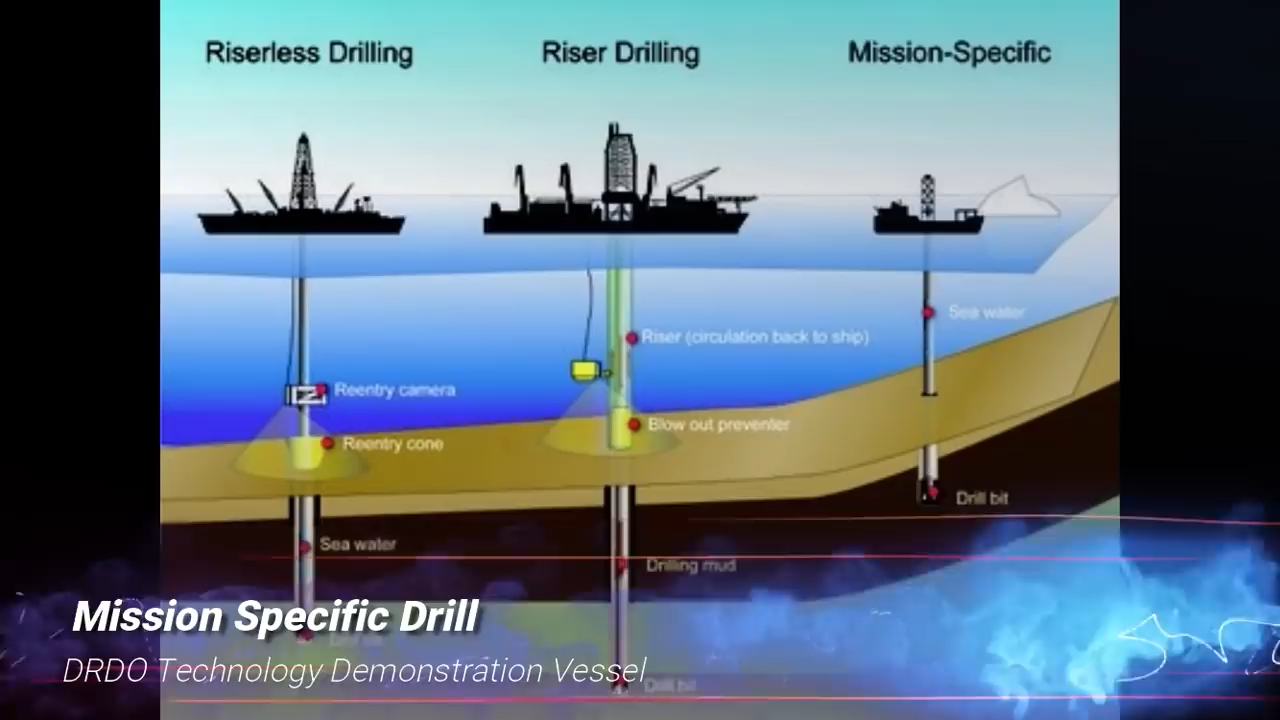 Riserless Drilling
Riser Drilling
Mission-Specific
Sea water
Riser (circulation back to ship)
Reentry camera
Blow out preventer
Reentry cone
Drill bit
Sea water
Drilling mud
Mission Specific Drill
DRDO Technology Demonstration Vessel
Drill bit